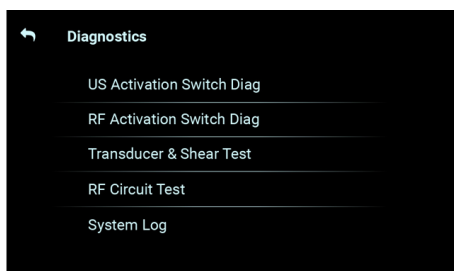 Diagnostics
US Activation Switch Diag
RF Activation Switch Diag
Transducer & Shear Test
RF Circuit Test
System Log